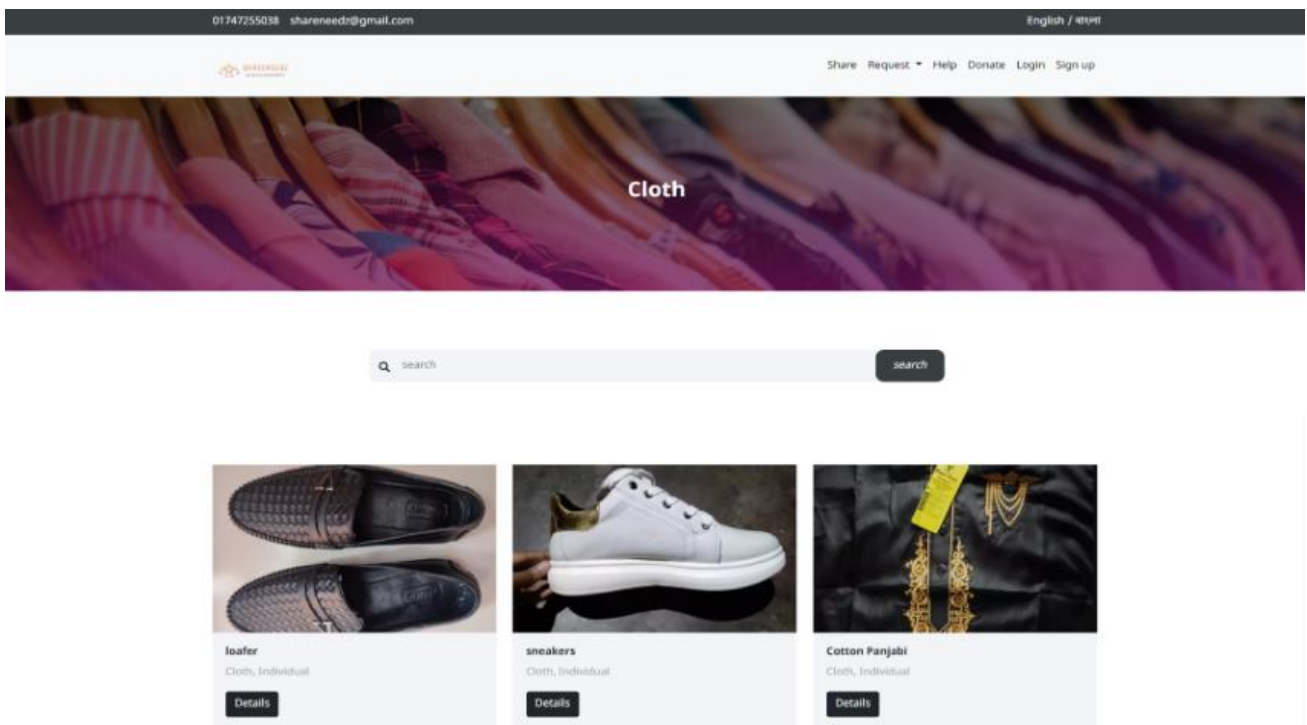 01747255038 shareneedz@gmail.com English / বাংলা
SHARENEEDZ
Share Request Help Donate Login Sign up
Cloth
search search
loafer sneakers Cotton Panjabi
Cloth, Individual Cloth, Individual Cloth, Individual
Details Details Details